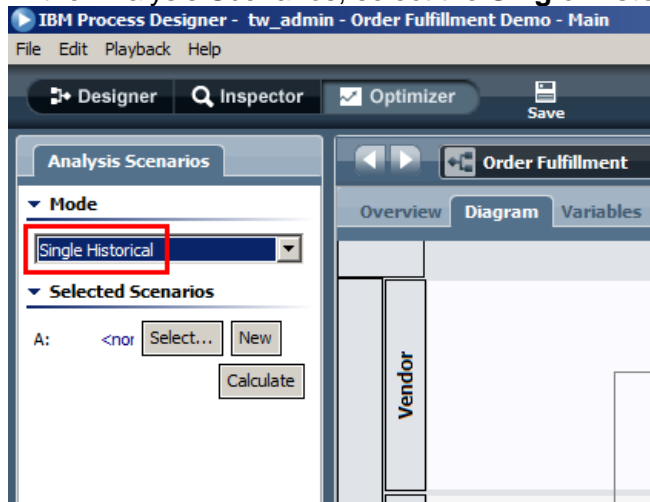 IBM Process Designer - tw_admin - Order Fulfillment Demo - Main
File Edit Playback Help
Designer Inspector Optimizer Save
Analysis Scenarios
Order Fulfillment
Mode
Overview Diagram Variables
Single Historical
Selected Scenarios
A: <nor Select... New
Calculate
Vendor